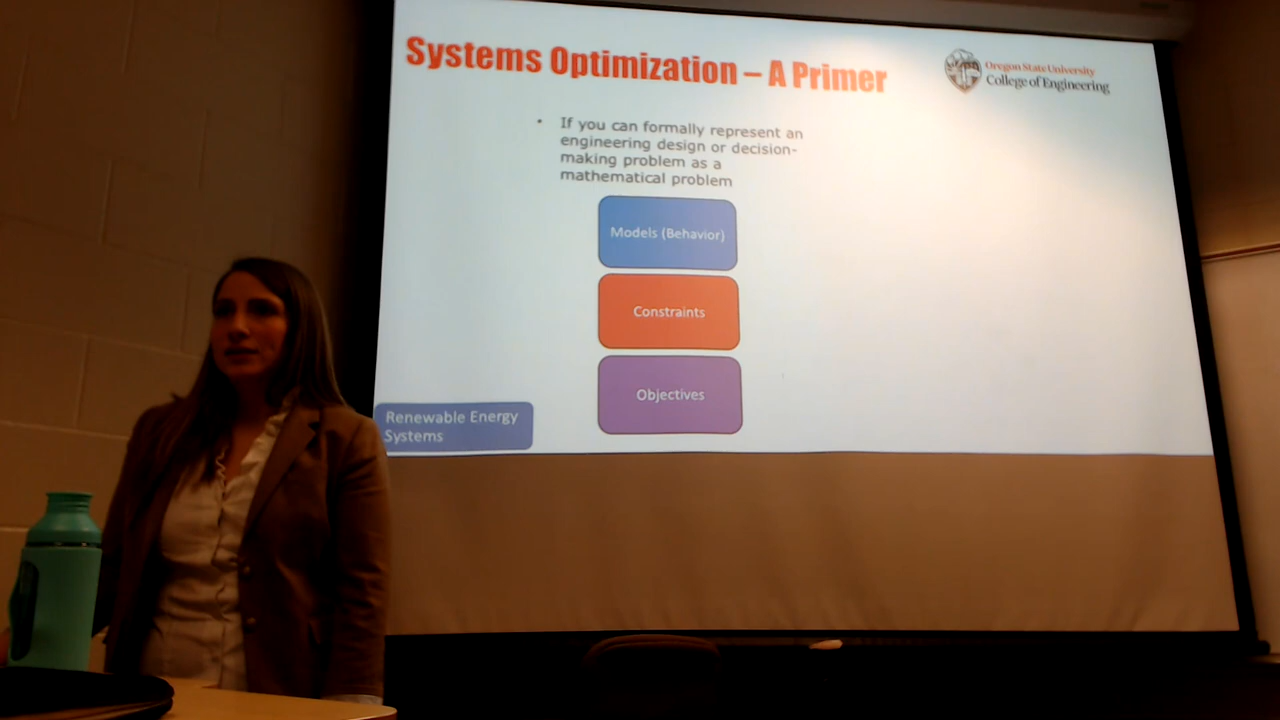 Systems Optimization – A Primer
Oregon State University
College of Engineering
• If you can formally represent an
engineering design or decision-
making problem as a
mathematical problem
Models (Behavior)
Constraints
Objectives
Renewable Energy
Systems